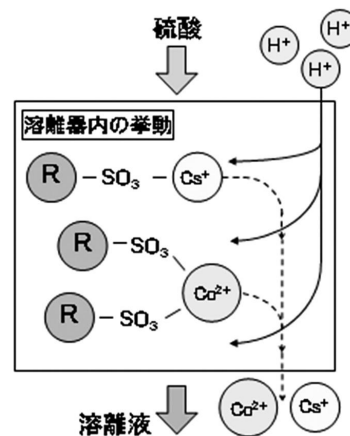 硫酸
H⁺
H⁺
H⁺
溶離器内の挙動
R – SO₃ – Cs⁺
R – SO₃
Co²⁺
R – SO₃
溶離液
Co²⁺ Cs⁺